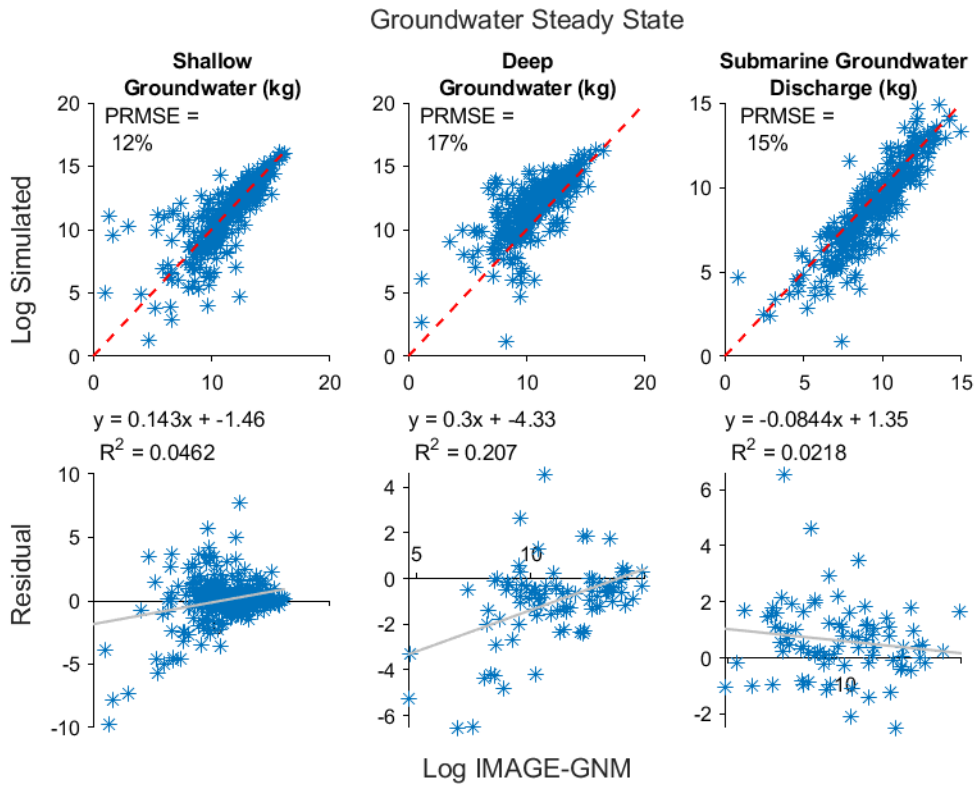 Groundwater Steady State
Shallow
Groundwater (kg)
Deep
Groundwater (kg)
Submarine Groundwater
Discharge (kg)
PRMSE =
12%
PRMSE =
17%
PRMSE =
15%
Log Simulated
20
15
10
5
0
0
10
20
20
15
10
5
0
0
10
20
15
10
5
0
0
5
10
15
y = 0.143x + -1.46
R² = 0.0462
y = 0.3x + -4.33
R² = 0.207
y = -0.0844x + 1.35
R² = 0.0218
Residual
10
5
0
-5
-10
4
2
0
-2
-4
-6
5
10
6
4
2
0
-2
10
Log IMAGE-GNM